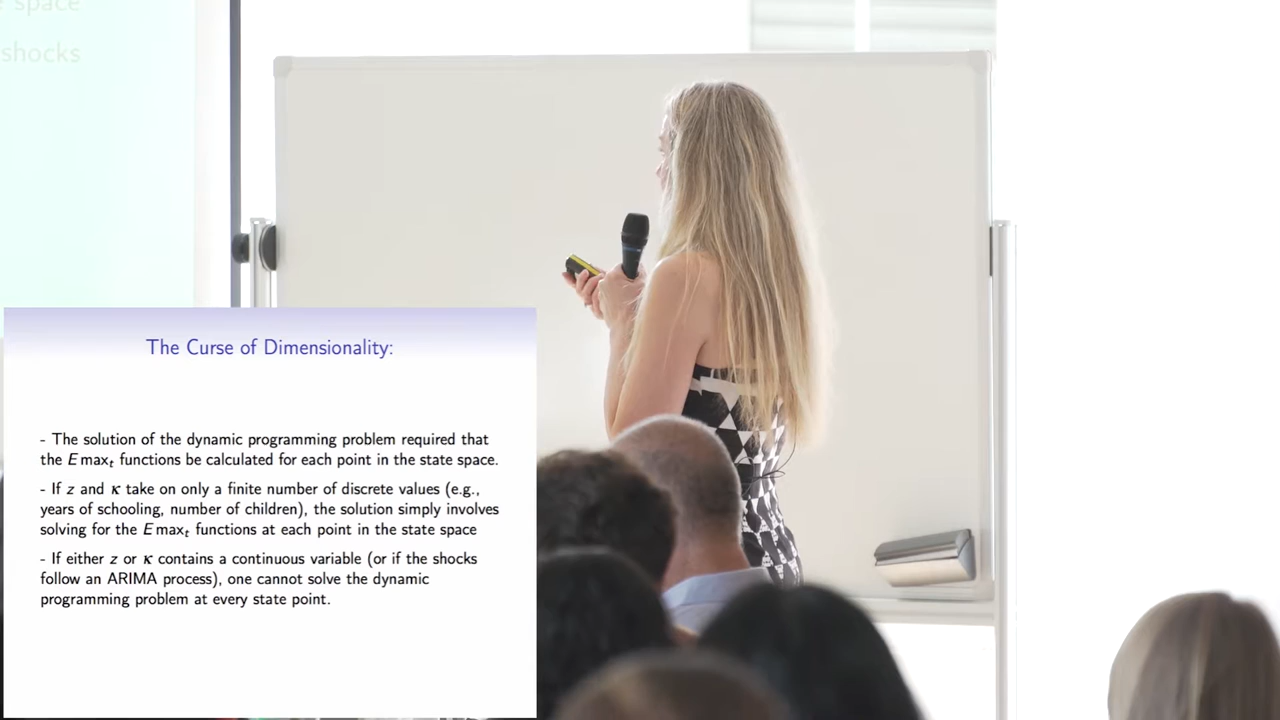 space
shocks
The Curse of Dimensionality:
- The solution of the dynamic programming problem required that
the E max_t functions be calculated for each point in the state space.
- If z and κ take on only a finite number of discrete values (e.g.,
years of schooling, number of children), the solution simply involves
solving for the E max_t functions at each point in the state space
- If either z or κ contains a continuous variable (or if the shocks
follow an ARIMA process), one cannot solve the dynamic
programming problem at every state point.